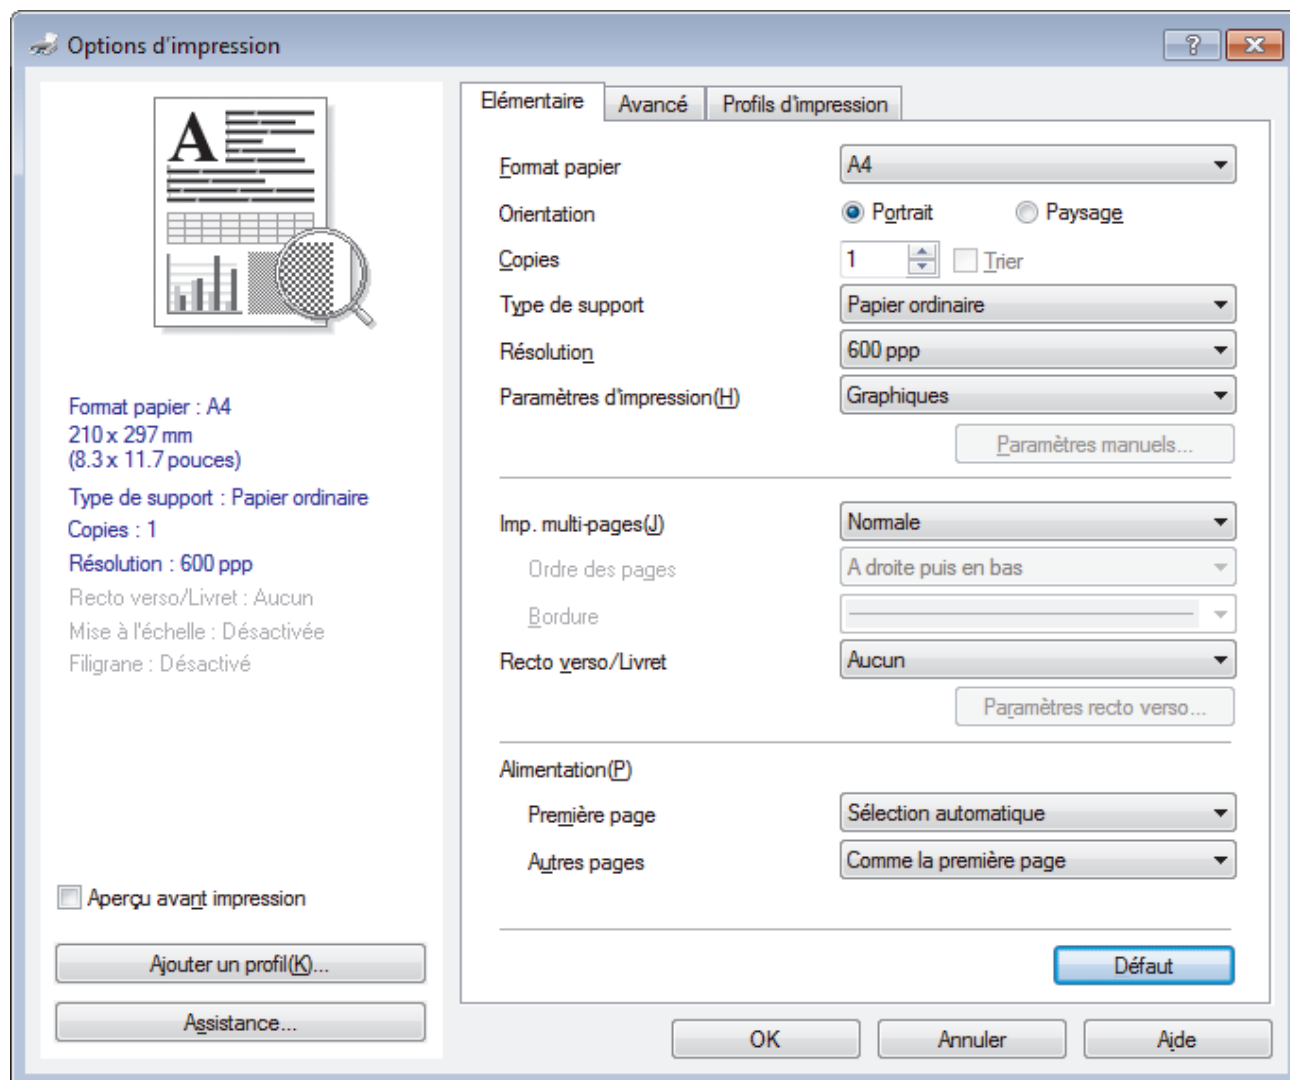 Options d'impression
A
Format papier : A4
210 x 297 mm
(8.3 x 11.7 pouces)
Type de support : Papier ordinaire
Copies : 1
Résolution : 600 ppp
Recto verso/Livret : Aucun
Mise à l'échelle : Désactivée
Filigrane : Désactivé
Aperçu avant impression
Ajouter un profil(K)...
Assistance...
Elémentaire Avancé Profils d'impression
Format papier A4
Orientation Portrait Paysage
Copies 1 Trier
Type de support Papier ordinaire
Résolution 600 ppp
Paramètres d'impression(H) Graphiques
Paramètres manuels...
Imp. multi-pages(J) Normale
Ordre des pages A droite puis en bas
Bordure
Recto verso/Livret Aucun
Paramètres recto verso...
Alimentation(P)
Première page Sélection automatique
Autres pages Comme la première page
Défaut
OK Annuler Aide